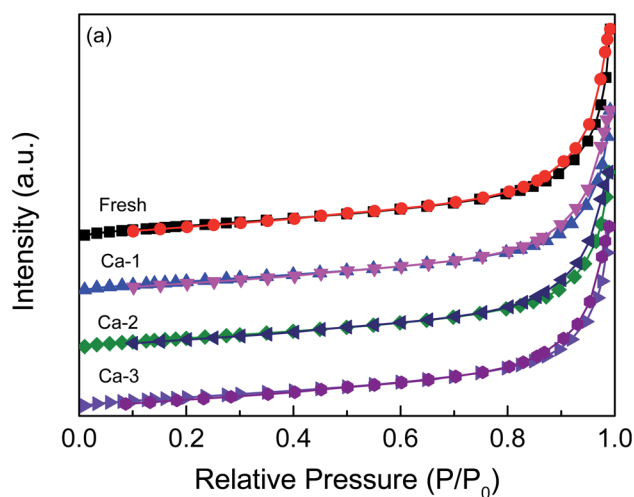 (a)
Intensity (a.u.)
Fresh
Ca-1
Ca-2
Ca-3
0.0 0.2 0.4 0.6 0.8 1.0
Relative Pressure (P/P₀)